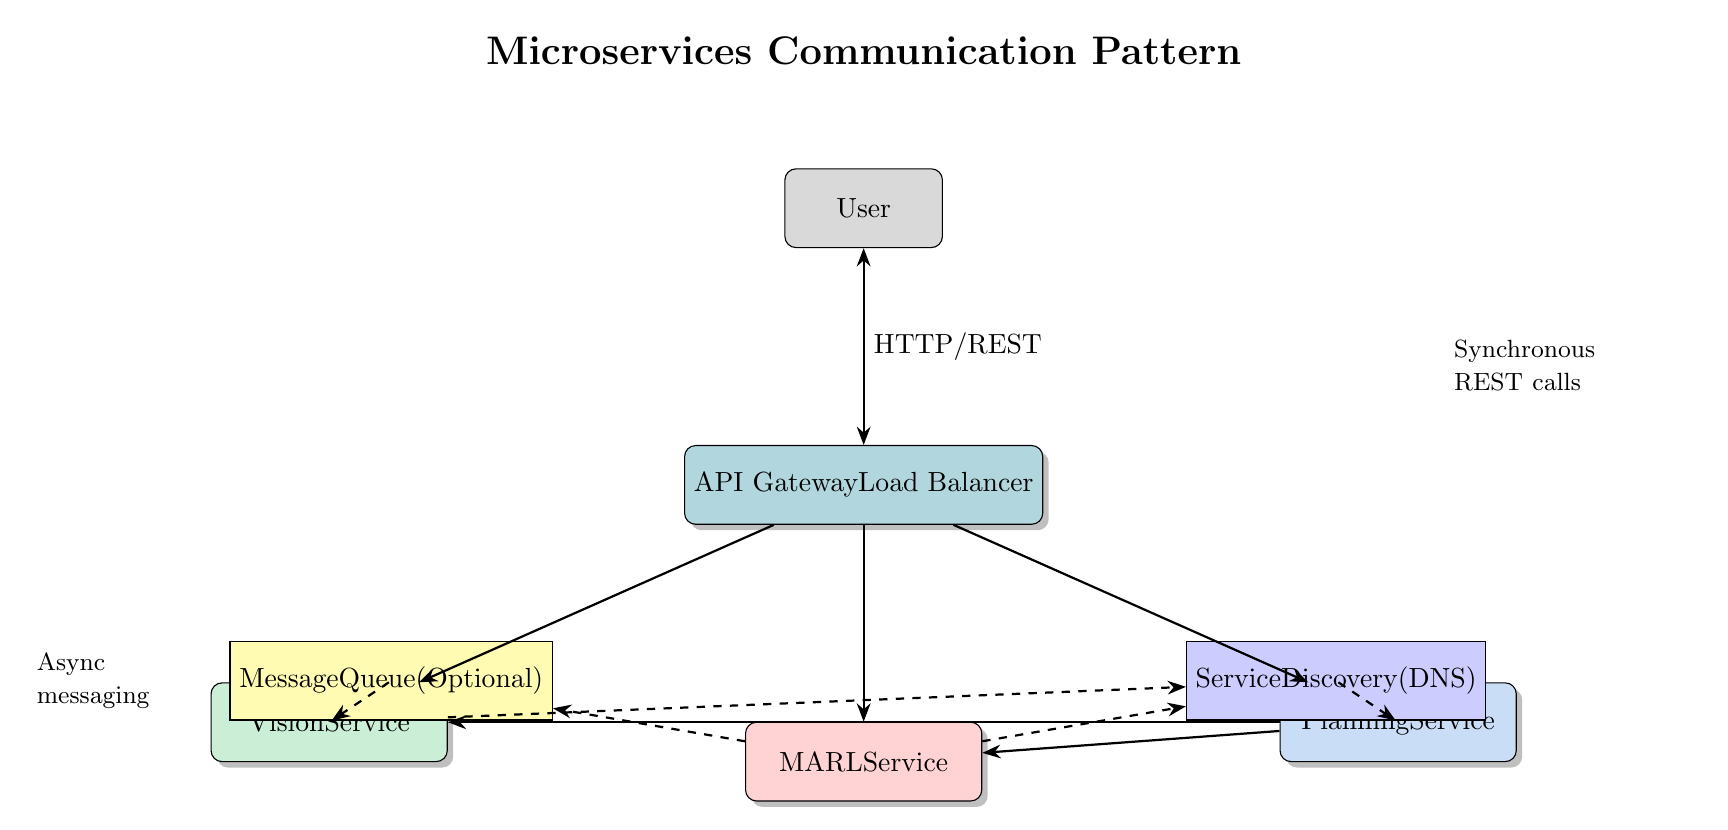 Microservices Communication Pattern
User
HTTP/REST
Synchronous
REST calls
API GatewayLoad Balancer
Async
messaging
MessageQueue(Optional)
ServiceDiscovery(DNS)
VisionService
PlanningService
MARLService